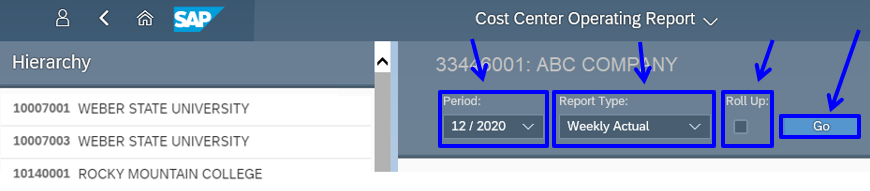 SAP
Cost Center Operating Report
Hierarchy
33446001: ABC COMPANY
10007001 WEBER STATE UNIVERSITY
10007003 WEBER STATE UNIVERSITY
10140001 ROCKY MOUNTAIN COLLEGE
Period: Report Type: Roll Up:
12 / 2020 Weekly Actual Go